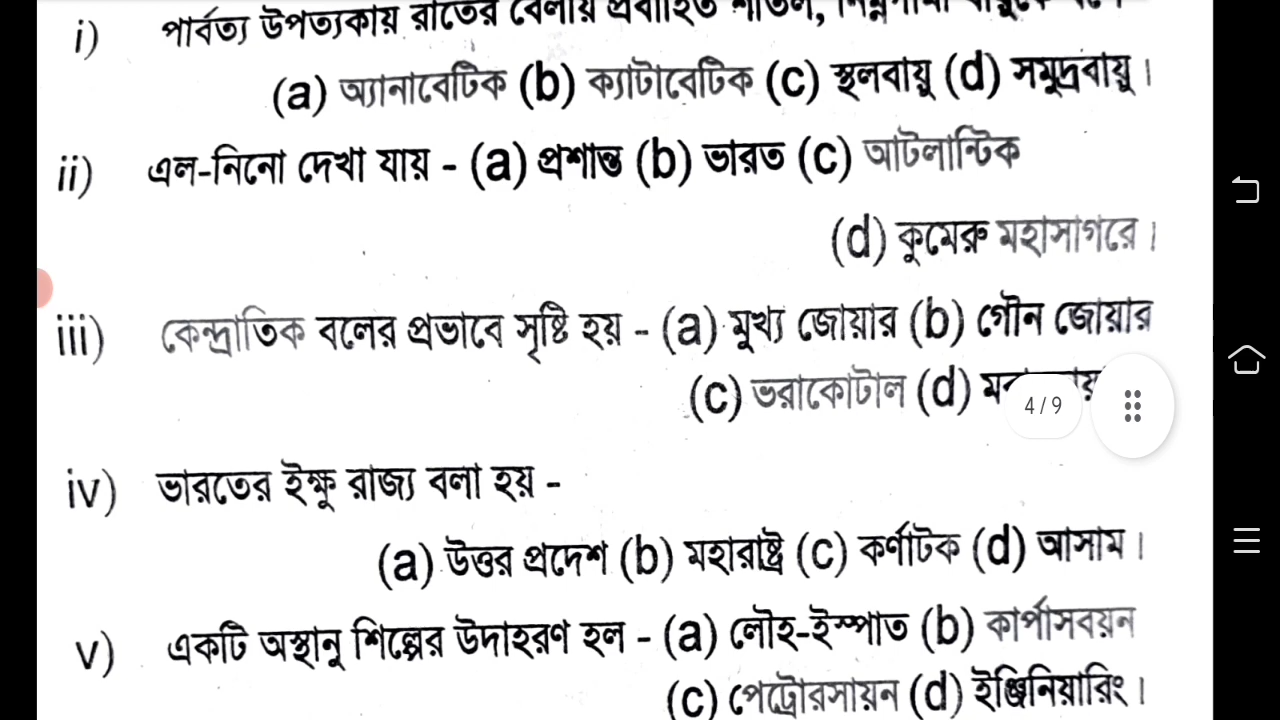 i) পার্বত্য উপত্যকায় রাতের বেলায় প্রবাহিত শীতল,
(a) অ্যানাবেটিক (b) ক্যাটাবেটিক (c) স্থলবায়ু (d) সমুদ্রবায়ু।
ii) এল-নিনো দেখা যায় - (a) প্রশান্ত (b) ভারত (c) আটলান্টিক
(d) কুমেরু মহাসাগরে।
iii) কেন্দ্রাতিক বলের প্রভাবে সৃষ্টি হয় - (a) মুখ্য জোয়ার (b) গৌন জোয়ার
(c) ভরাকোটাল (d)
4/9
iv) ভারতের ইক্ষু রাজ্য বলা হয় -
(a) উত্তর প্রদেশ (b) মহারাষ্ট্র (c) কর্ণাটক (d) আসাম।
v) একটি অস্থানু শিল্পের উদাহরণ হল - (a) লৌহ-ইস্পাত (b) কার্পাসবয়ন
(c) পেট্রোরসায়ন (d) ইঞ্জিনিয়ারিং।